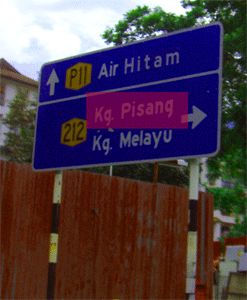 P11 Air Hitam
Kg. Pisang
212 Kg. Melayu